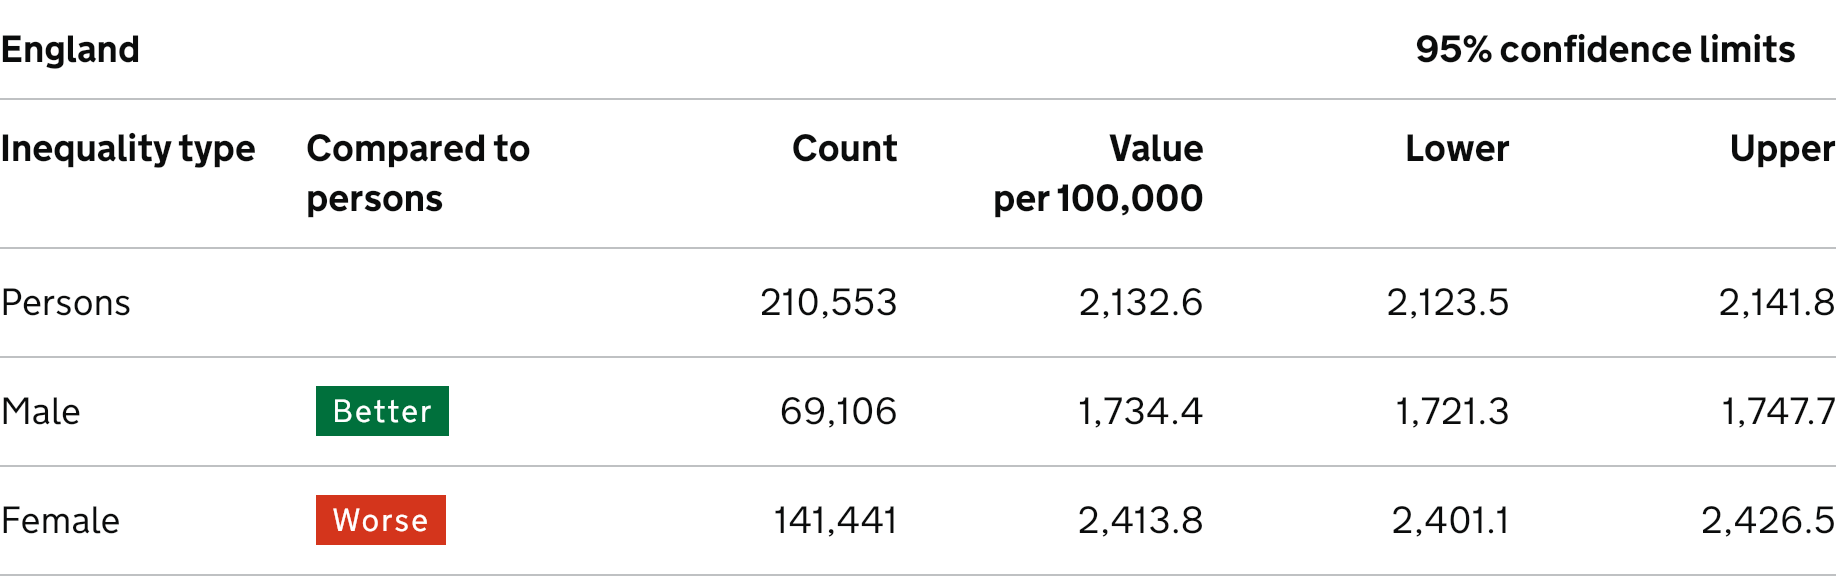 England 95% confidence limits
Inequality type Compared to persons Count Value per 100,000 Lower Upper
Persons 210,553 2,132.6 2,123.5 2,141.8
Male Better 69,106 1,734.4 1,721.3 1,747.7
Female Worse 141,441 2,413.8 2,401.1 2,426.5